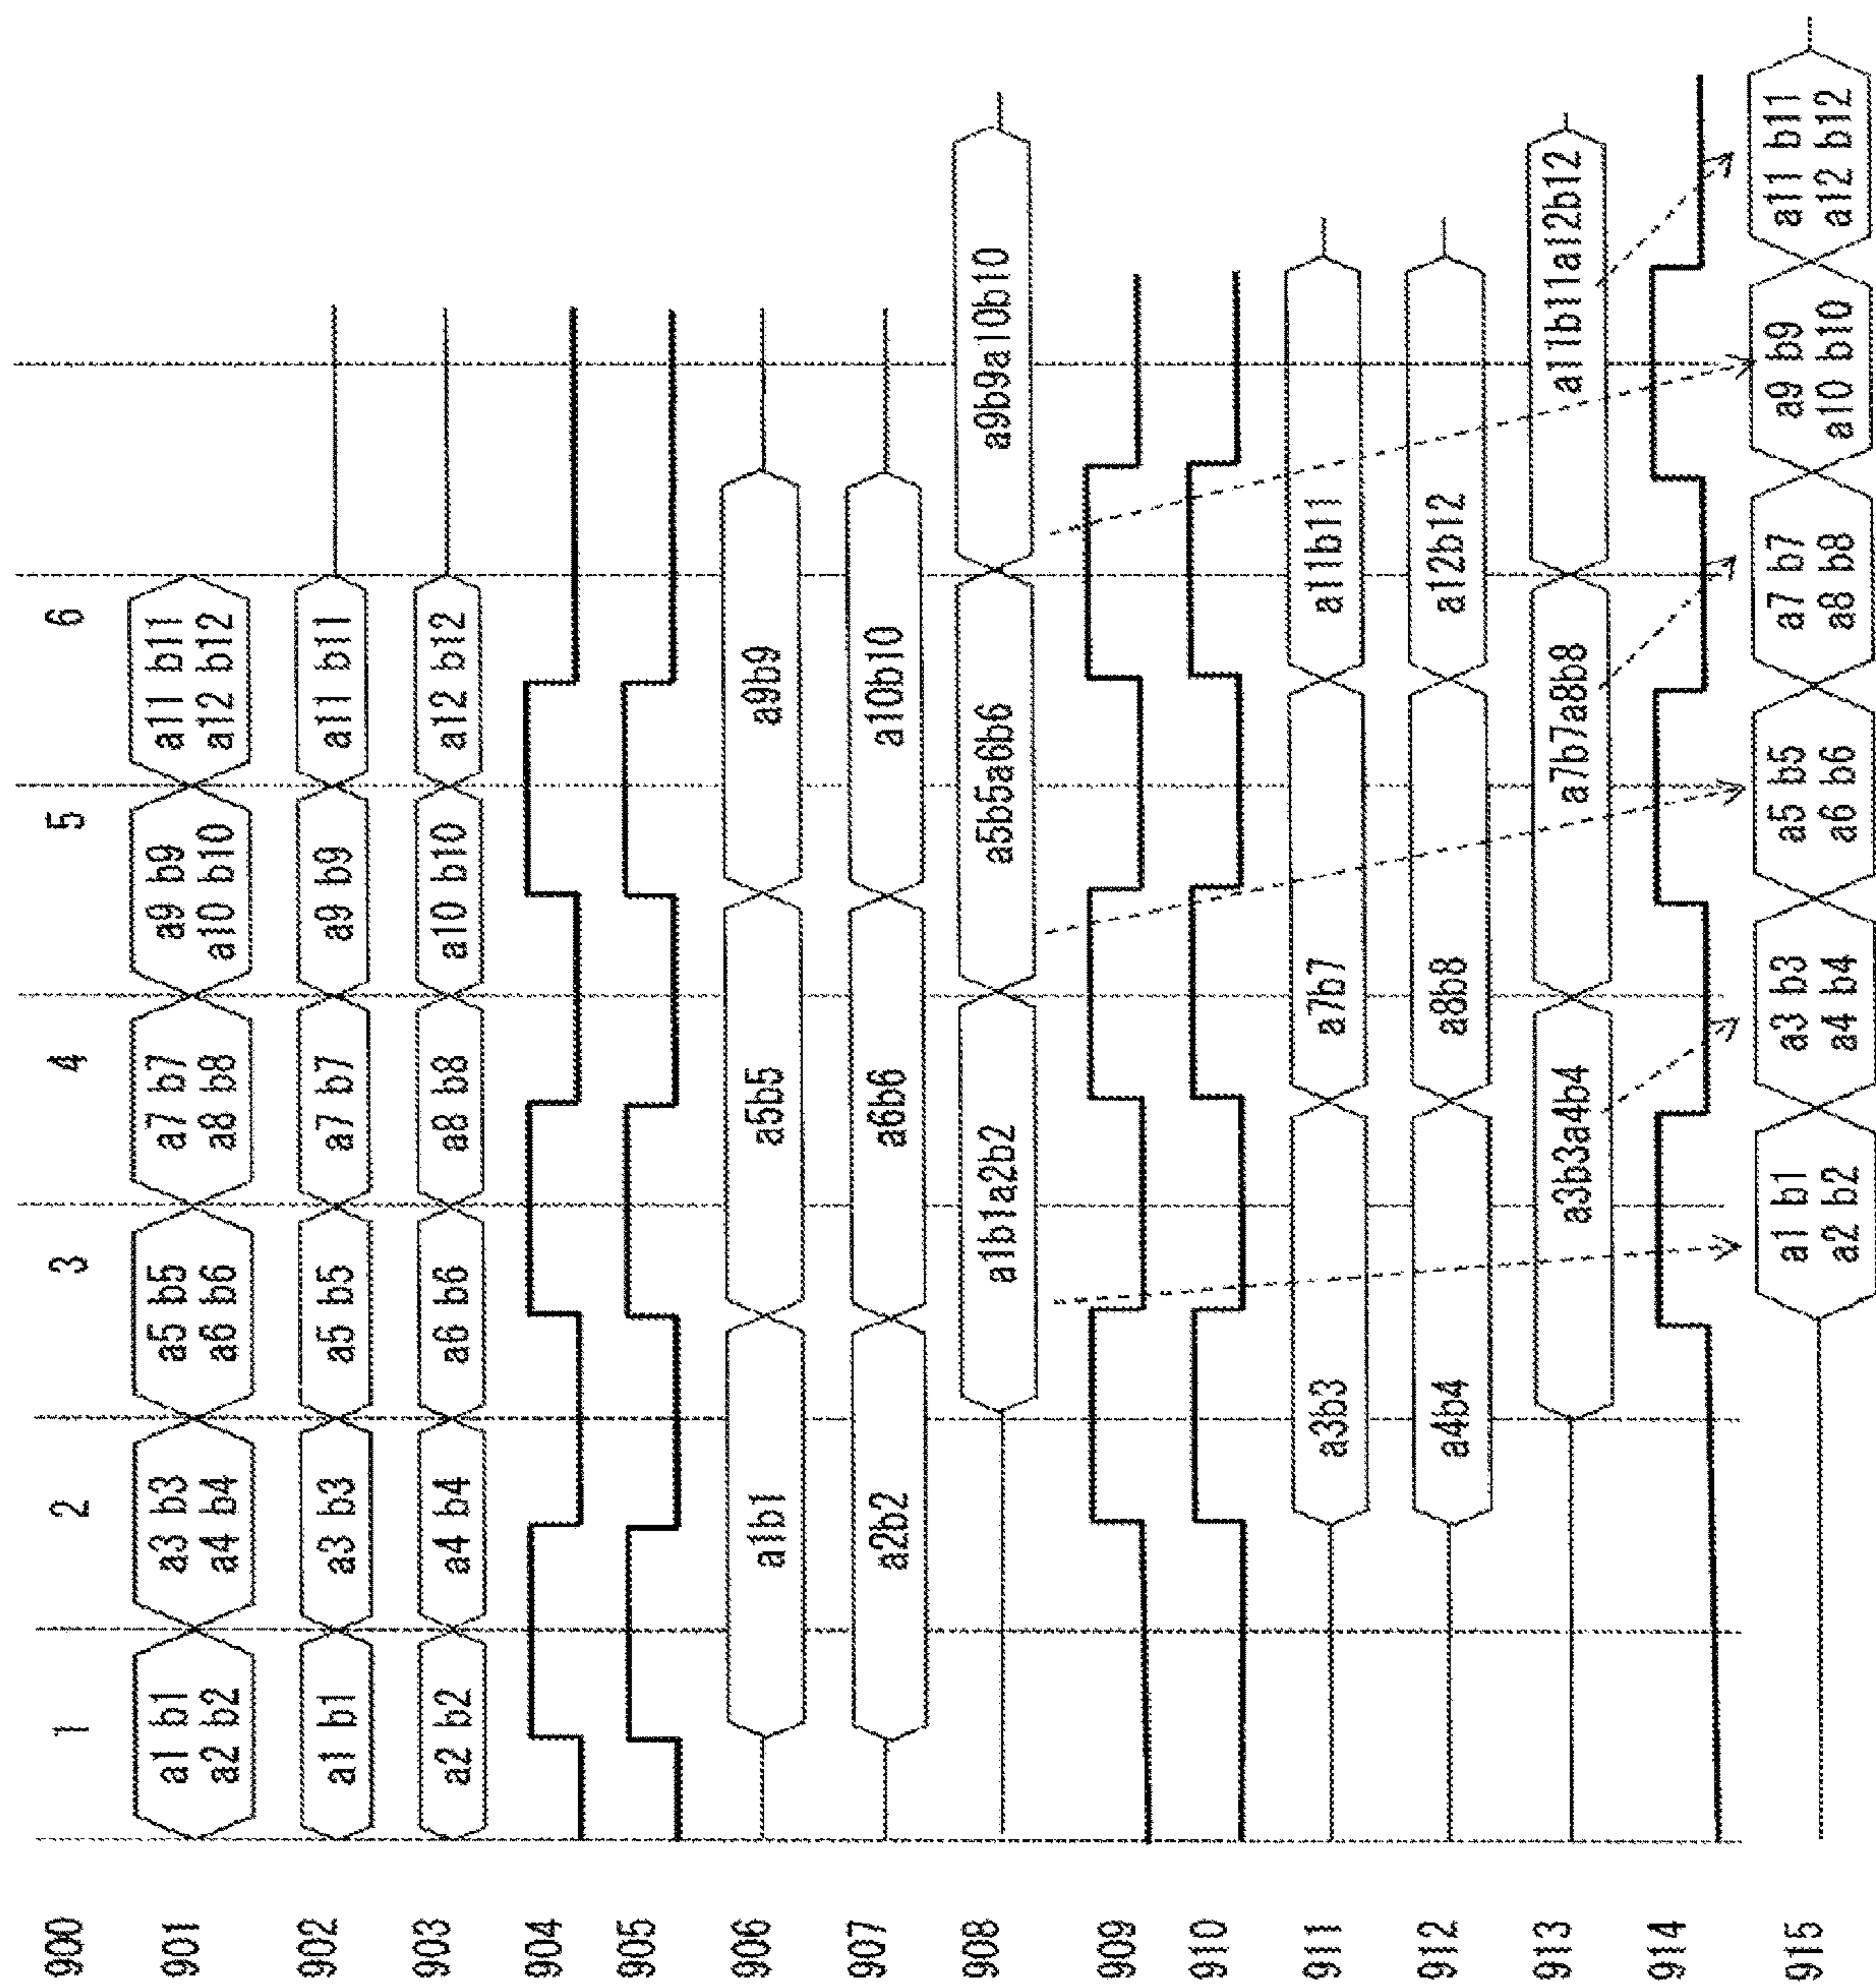 900 1 2 3 4 5 6
901 a1 b1 a3 b3 a5 b5 a7 b7 a9 b9 a11 b11
a2 b2 a4 b4 a6 b6 a8 b8 a10 b10 a12 b12
902 a1 b1 a3 b3 a5 b5 a7 b7 a9 b9 a11 b11
903 a2 b2 a4 b4 a6 b6 a8 b8 a10 b10 a12 b12
904
905
906 a1b1 a5b5 a9b9
907 a2b2 a6b6 a10b10
908 a1b1a2b2 a5b5a6b6 a9b9a10b10
909
910
911 a3b3 a7b7 a11b11
912 a4b4 a8b8 a12b12
913 a3b3a4b4 a7b7a8b8 a11b11a12b12
914
915 a1 b1 a3 b3 a5 b5 a7 b7 a9 b9 a11 b11
a2 b2 a4 b4 a6 b6 a8 b8 a10 b10 a12 b12